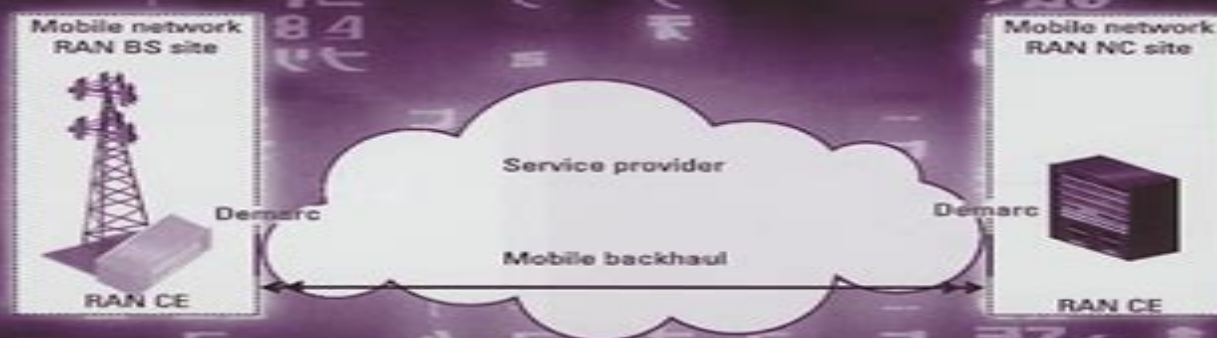 Mobile network
RAN BS site
Demarc
RAN CE
Service provider
Mobile backhaul
Mobile network
RAN NC site
Demarc
RAN CE
84